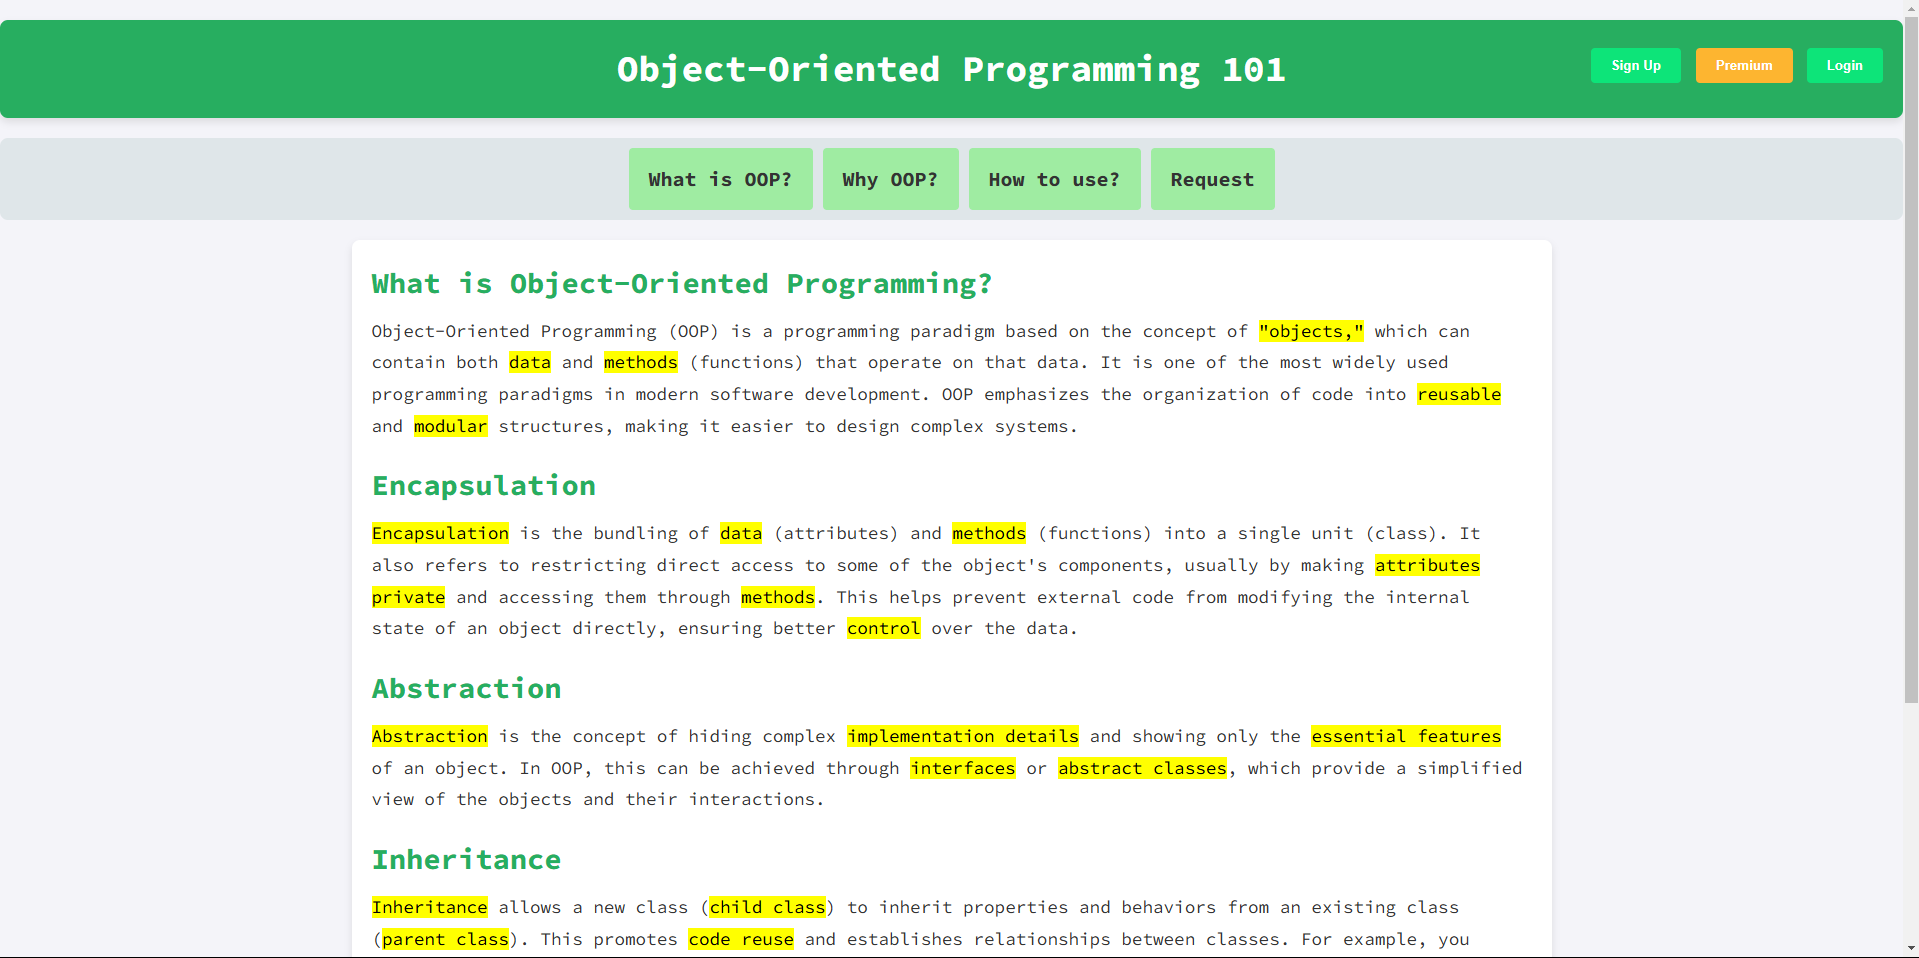 Object-Oriented Programming 101
Sign Up
Premium
Login
What is OOP?
Why OOP?
How to use?
Request
What is Object-Oriented Programming?
Object-Oriented Programming (OOP) is a programming paradigm based on the concept of "objects," which can
contain both data and methods (functions) that operate on that data. It is one of the most widely used
programming paradigms in modern software development. OOP emphasizes the organization of code into reusable
and modular structures, making it easier to design complex systems.
Encapsulation
Encapsulation is the bundling of data (attributes) and methods (functions) into a single unit (class). It
also refers to restricting direct access to some of the object's components, usually by making attributes
private and accessing them through methods. This helps prevent external code from modifying the internal
state of an object directly, ensuring better control over the data.
Abstraction
Abstraction is the concept of hiding complex implementation details and showing only the essential features
of an object. In OOP, this can be achieved through interfaces or abstract classes, which provide a simplified
view of the objects and their interactions.
Inheritance
Inheritance allows a new class (child class) to inherit properties and behaviors from an existing class
(parent class). This promotes code reuse and establishes relationships between classes. For example, you